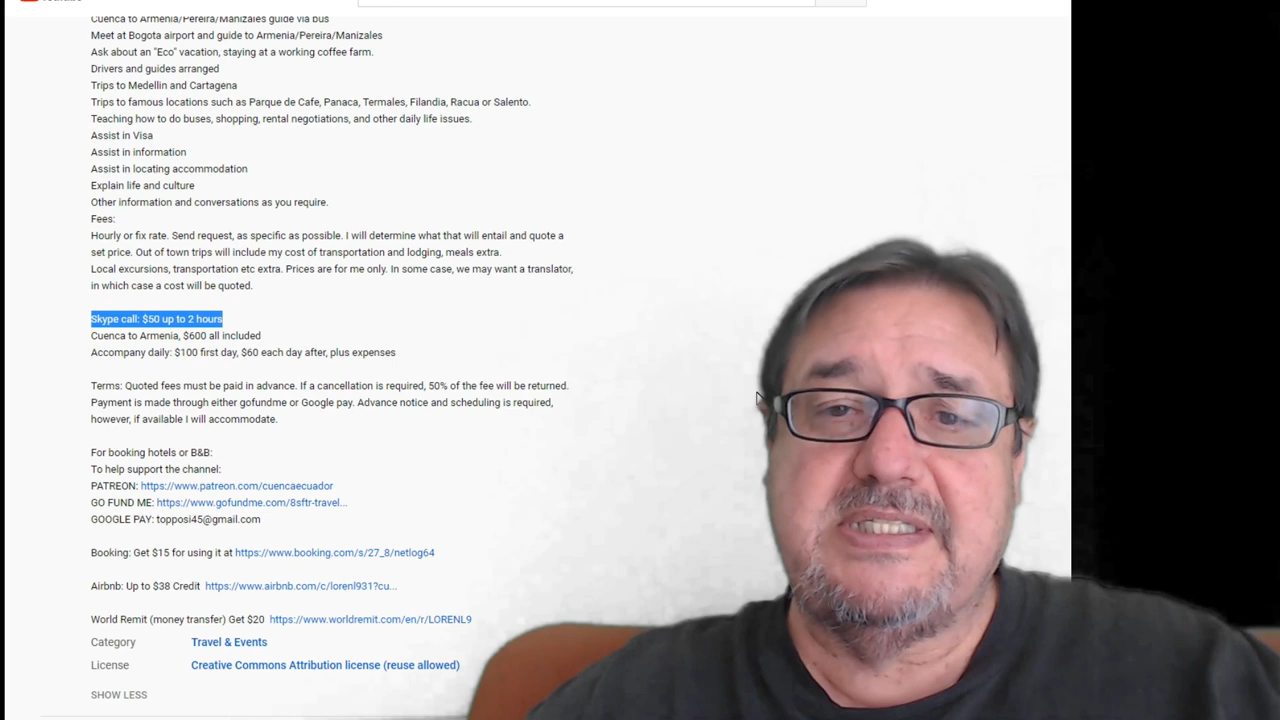 Cuenca to Armenia/Pereira/Manizales guide via bus
Meet at Bogota airport and guide to Armenia/Pereira/Manizales
Ask about an "Eco" vacation, staying at a working coffee farm.
Drivers and guides arranged
Trips to Medellin and Cartagena
Trips to famous locations such as Parque de Cafe, Panaca, Termales, Filandia, Racua or Salento.
Teaching how to do buses, shopping, rental negotiations, and other daily life issues.
Assist in Visa
Assist in information
Assist in locating accommodation
Explain life and culture
Other information and conversations as you require.
Fees:
Hourly or fix rate. Send request, as specific as possible. I will determine what that will entail and quote a
set price. Out of town trips will include my cost of transportation and lodging, meals extra.
Local excursions, transportation etc extra. Prices are for me only. In some case, we may want a translator,
in which case a cost will be quoted.
Skype call: $50 up to 2 hours
Cuenca to Armenia, $600 all included
Accompany daily: $100 first day, $60 each day after, plus expenses
Terms: Quoted fees must be paid in advance. If a cancellation is required, 50% of the fee will be returned.
Payment is made through either gofundme or Google pay. Advance notice and scheduling is required,
however, if available I will accommodate.
For booking hotels or B&B:
To help support the channel:
PATREON: https://www.patreon.com/cuencaecuador
GO FUND ME: https://www.gofundme.com/8sftr-travel...
GOOGLE PAY: topposi45@gmail.com
Booking: Get $15 for using it at https://www.booking.com/s/27_8/netlog64
Airbnb: Up to $38 Credit https://www.airbnb.com/c/lorenl931?cu...
World Remit (money transfer) Get $20 https://www.worldremit.com/en/r/LORENL9
Category Travel & Events
License Creative Commons Attribution license (reuse allowed)
SHOW LESS